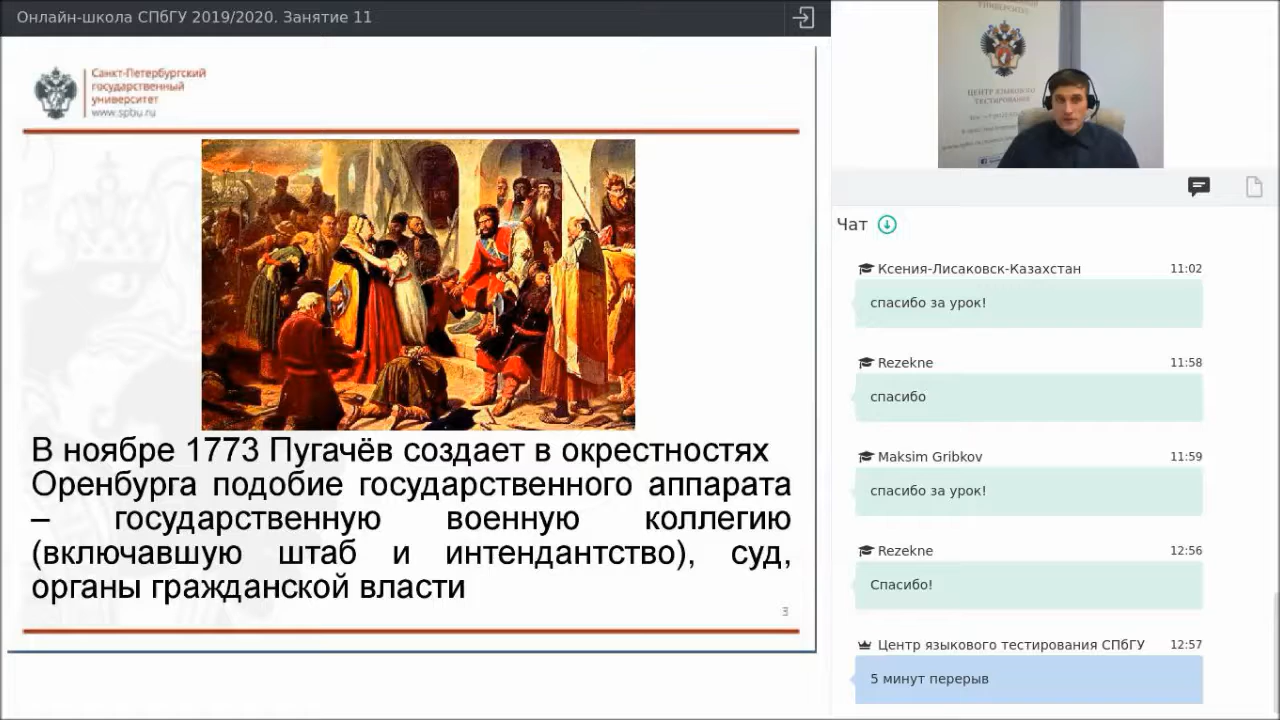 Онлайн-школа СПбГУ 2019/2020. Занятие 11
Санкт-Петербургский
государственный
университет
www.spbu.ru
В ноябре 1773 Пугачёв создает в окрестностях
Оренбурга подобие государственного аппарата
– государственную военную коллегию
(включавшую штаб и интендантство), суд,
органы гражданской власти
3
ЦЕНТР ЯЗЫКОВОГО
ТЕСТИРОВАНИЯ
Чат
Ксения-Лисаковск-Казахстан 11:02
спасибо за урок!
Rezekne 11:58
спасибо
Maksim Gribkov 11:59
спасибо за урок!
Rezekne 12:56
Спасибо!
Центр языкового тестирования СПбГУ 12:57
5 минут перерыв